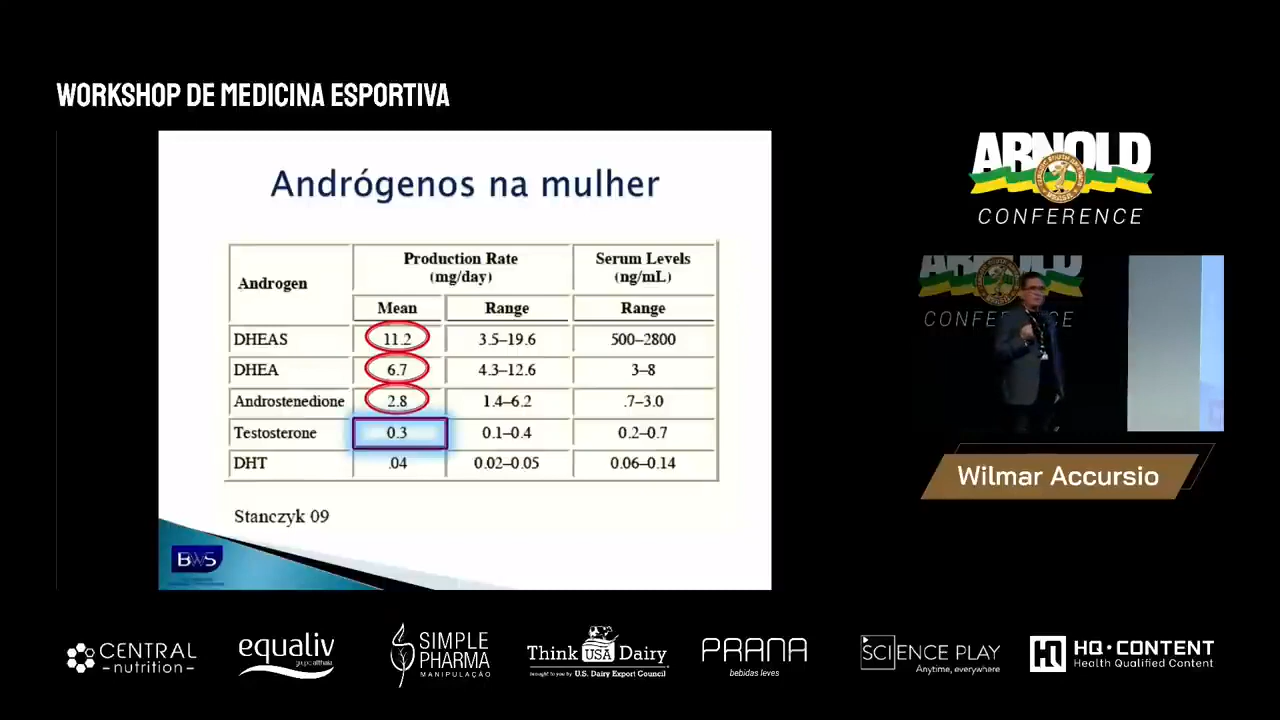 WORKSHOP DE MEDICINA ESPORTIVA
Andrógenos na mulher
Androgen
Production Rate
(mg/day)
Serum Levels
(ng/mL)
Mean
Range
Range
DHEAS 11.2 3.5–19.6 500–2800
DHEA 6.7 4.3–12.6 3–8
Androstenedione 2.8 1.4–6.2 .7–3.0
Testosterone 0.3 0.1–0.4 0.2–0.7
DHT .04 0.02–0.05 0.06–0.14
Stanczyk 09
BWS
ARNOLD
CONFERENCE
ARNOLD
CONFERENCE
Wilmar Accursio
CENTRAL
nutrition
equaliv
SIMPLE
PHARMA
MANIPULAÇÃO
Think USA Dairy
brought to you by U.S. Dairy Export Council
PRANA
bebidas leves
SCIENCE PLAY
Anytime, everywhere
HQ·CONTENT
Health Qualified Content